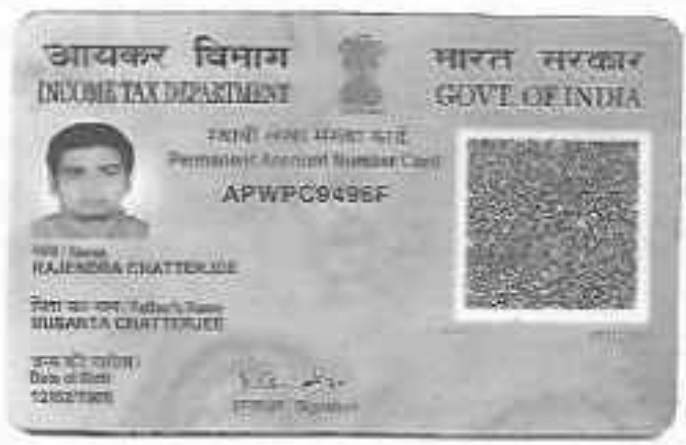 आयकर विभाग
INCOME TAX DEPARTMENT
भारत सरकार
GOVT. OF INDIA
स्थायी लेखा संख्या कार्ड
Permanent Account Number Card
APWPC9496F
नाम / Name
RAJENDRA CHATTERJEE
पिता का नाम / Father's Name
SUSANTA CHATTERJEE
Date of Birth
Signature